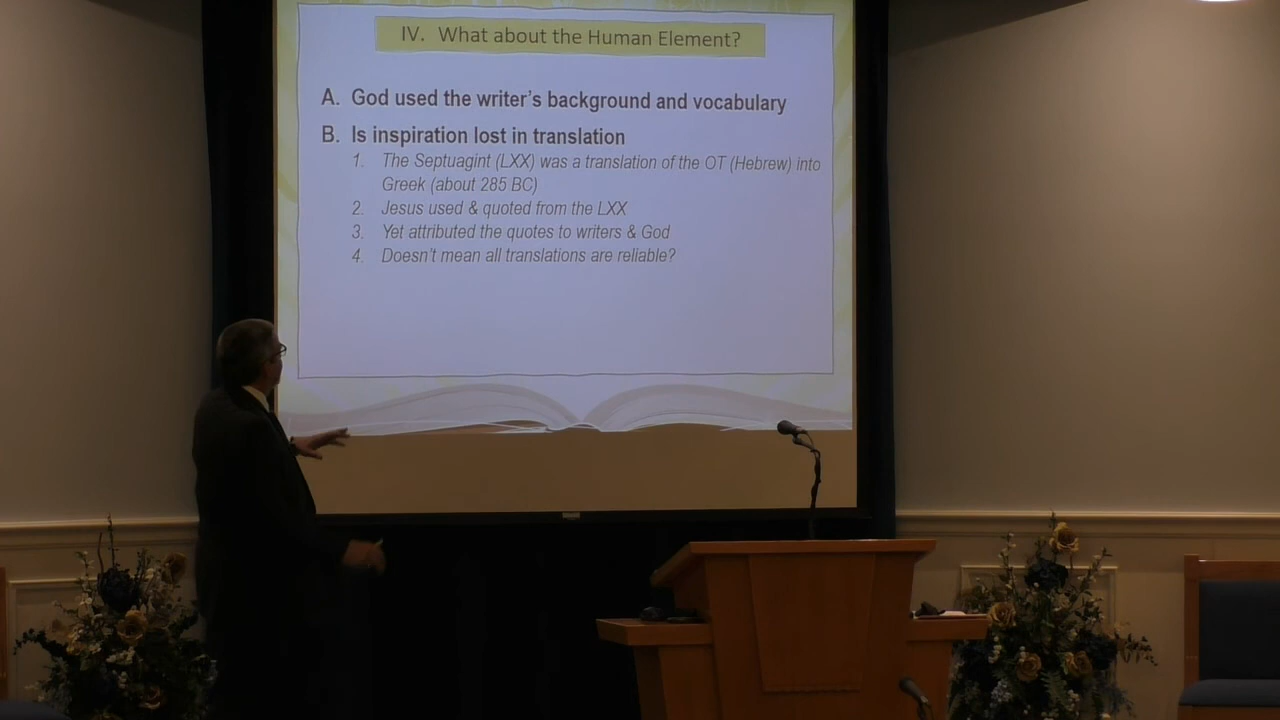 IV. What about the Human Element?
A. God used the writer's background and vocabulary
B. Is inspiration lost in translation
1. The Septuagint (LXX) was a translation of the OT (Hebrew) into
Greek (about 285 BC)
2. Jesus used & quoted from the LXX
3. Yet attributed the quotes to writers & God
4. Doesn't mean all translations are reliable?